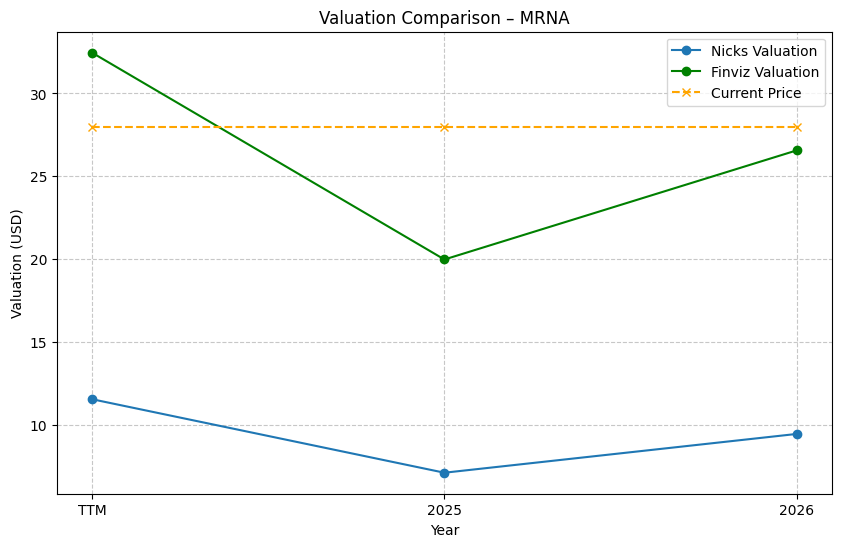 Valuation Comparison – MRNA
Nicks Valuation
Finviz Valuation
Current Price
Valuation (USD)
30
25
20
15
10
TTM
2025
2026
Year